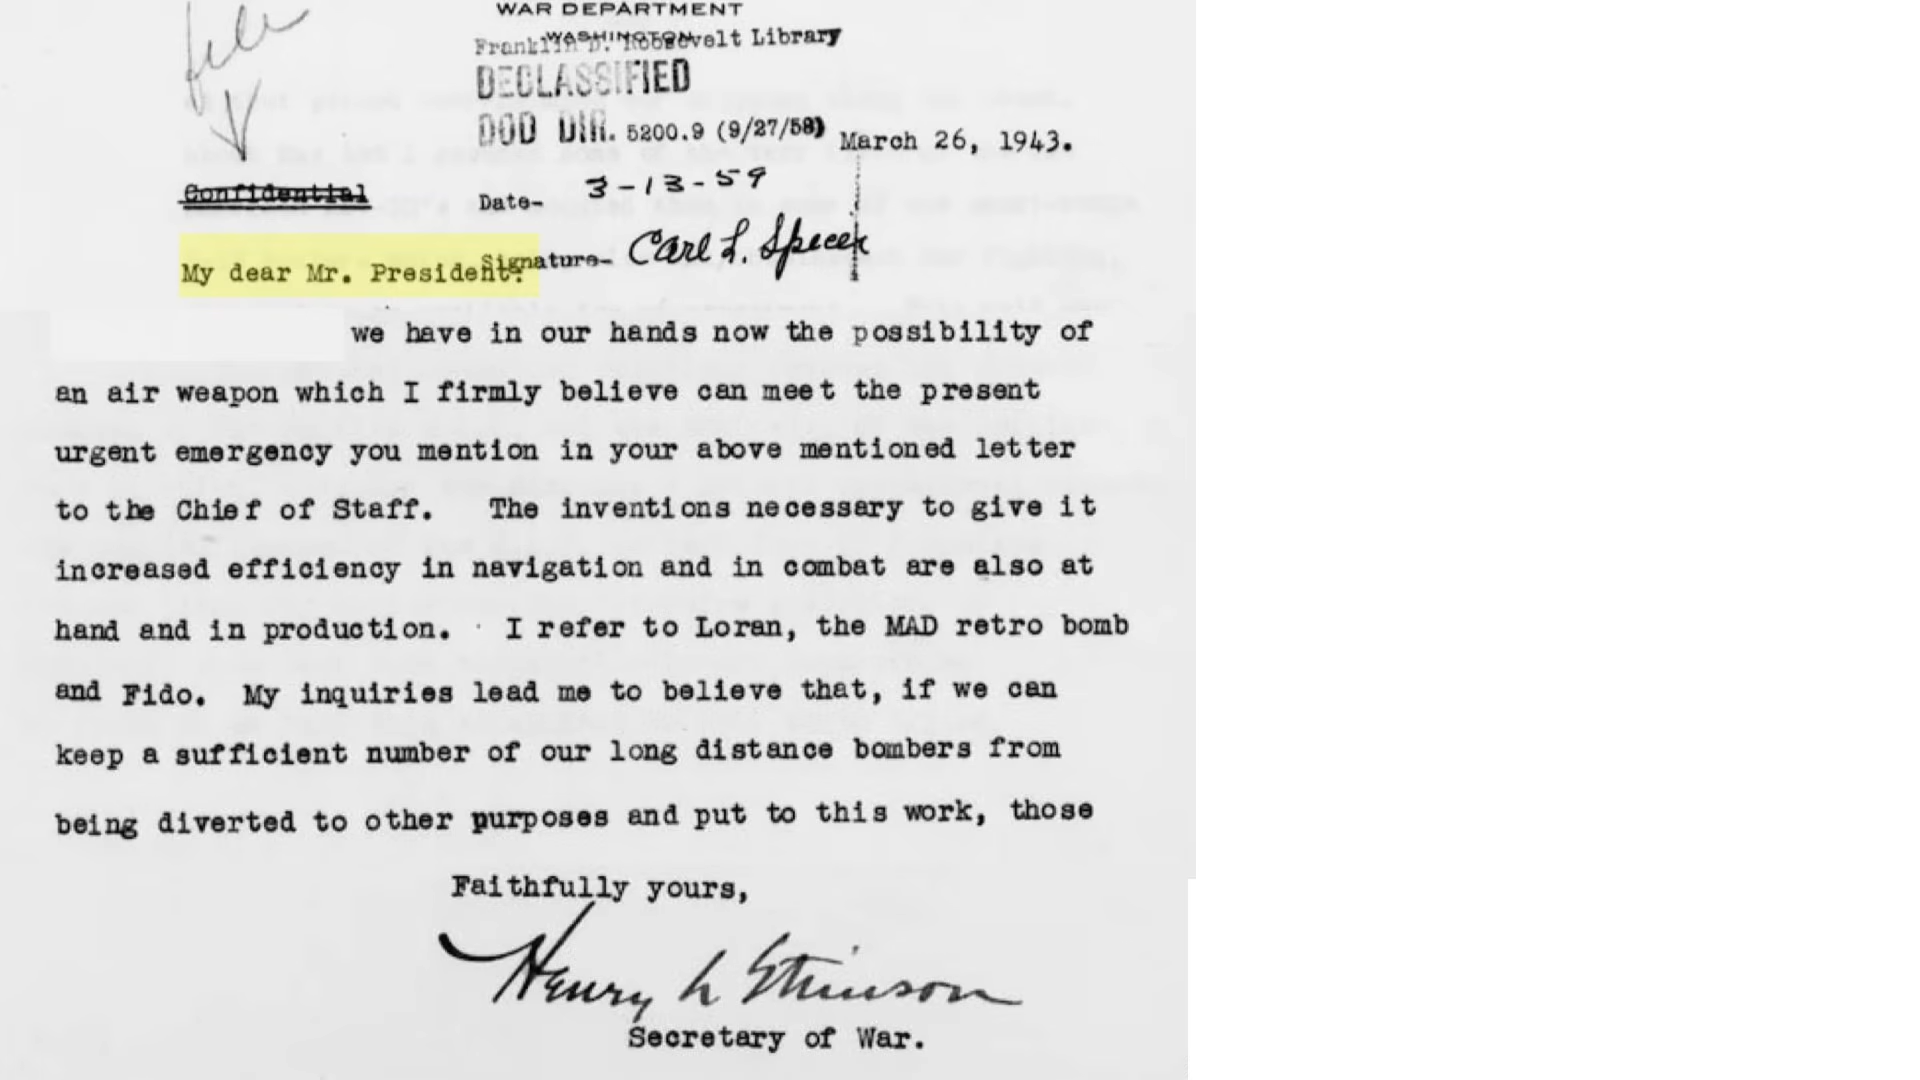 file
WAR DEPARTMENT
WASHINGTON
Franklin D. Roosevelt Library
DECLASSIFIED
DOD DIR. 5200.9 (9/27/58)
March 26, 1943.
Confidential
Date- 3-13-59
Signature- Carl L. Spicer
My dear Mr. President:
we have in our hands now the possibility of
an air weapon which I firmly believe can meet the present
urgent emergency you mention in your above mentioned letter
to the Chief of Staff. The inventions necessary to give it
increased efficiency in navigation and in combat are also at
hand and in production. I refer to Loran, the MAD retro bomb
and Fido. My inquiries lead me to believe that, if we can
keep a sufficient number of our long distance bombers from
being diverted to other purposes and put to this work, those
Faithfully yours,
Henry L Stimson
Secretary of War.